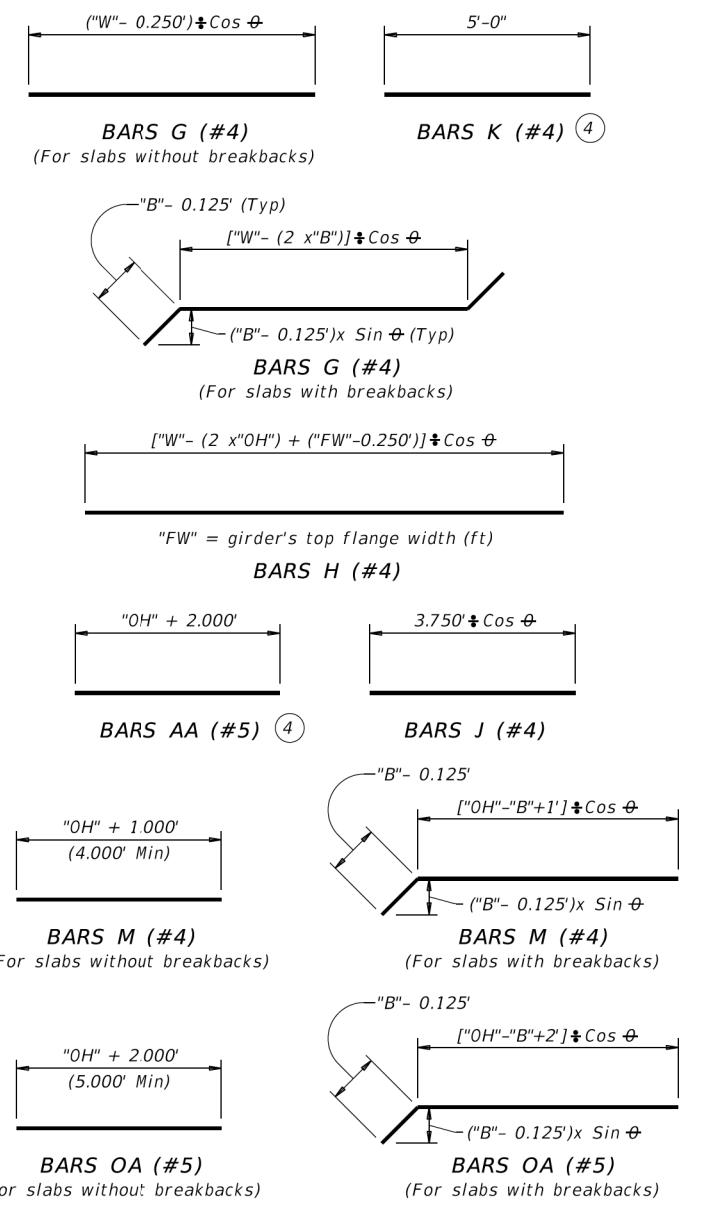 ("W"– 0.250')÷Cos θ
5'-0"
BARS G (#4)
(For slabs without breakbacks)
BARS K (#4) 4
"B"– 0.125' (Typ)
["W"– (2 x"B")]÷Cos θ
("B"– 0.125')x Sin θ (Typ)
BARS G (#4)
(For slabs with breakbacks)
["W"– (2 x"OH") + ("FW"–0.250')]÷Cos θ
"FW" = girder's top flange width (ft)
BARS H (#4)
"OH" + 2.000'
3.750'÷Cos θ
BARS AA (#5) 4
BARS J (#4)
"OH" + 1.000'
(4.000' Min)
BARS M (#4)
For slabs without breakbacks)
"B"– 0.125'
["OH"–"B"+1']÷Cos θ
("B"– 0.125')x Sin θ
BARS M (#4)
(For slabs with breakbacks)
"OH" + 2.000'
(5.000' Min)
BARS OA (#5)
or slabs without breakbacks)
"B"– 0.125'
["OH"–"B"+2']÷Cos θ
("B"– 0.125')x Sin θ
BARS OA (#5)
(For slabs with breakbacks)